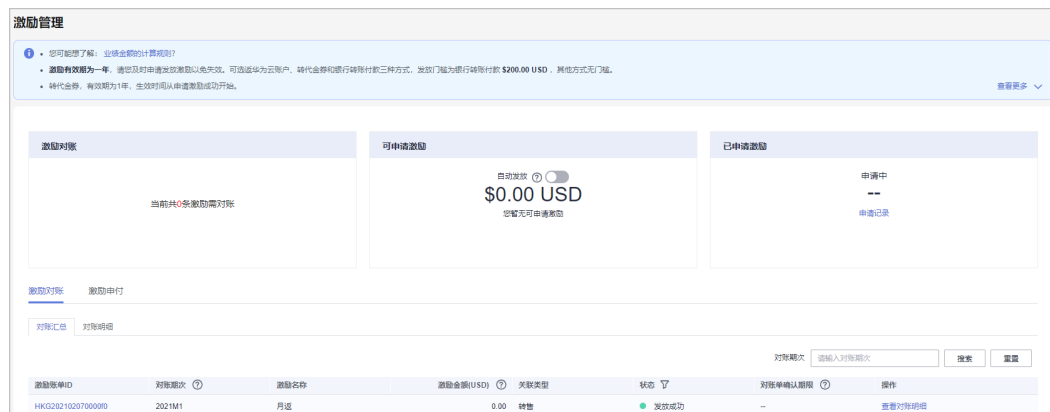 激励管理
您可能想了解： 业绩金额的计算规则?
激励有效期为一年，请您及时申请发放激励以免失效。可选返华为云账户、转代金券和银行转账付款三种方式，发放门槛为银行转账付款 $200.00 USD ，其他方式无门槛。
转代金券，有效期为1年，生效时间从申请激励成功开始。
查看更多
激励对账
可申请激励
已申请激励
当前共0条激励需对账
自动发放
$0.00 USD
您暂无可申请激励
申请中
--
申请记录
激励对账 激励申付
对账汇总 对账明细
对账期次 请输入对账期次 搜索 重置
激励账单ID 对账期次 激励名称 激励金额(USD) 关联类型 状态 对账单确认期限 操作
HKG202102070000f0 2021M1 月返 0.00 转售 发放成功 -- 查看对账明细